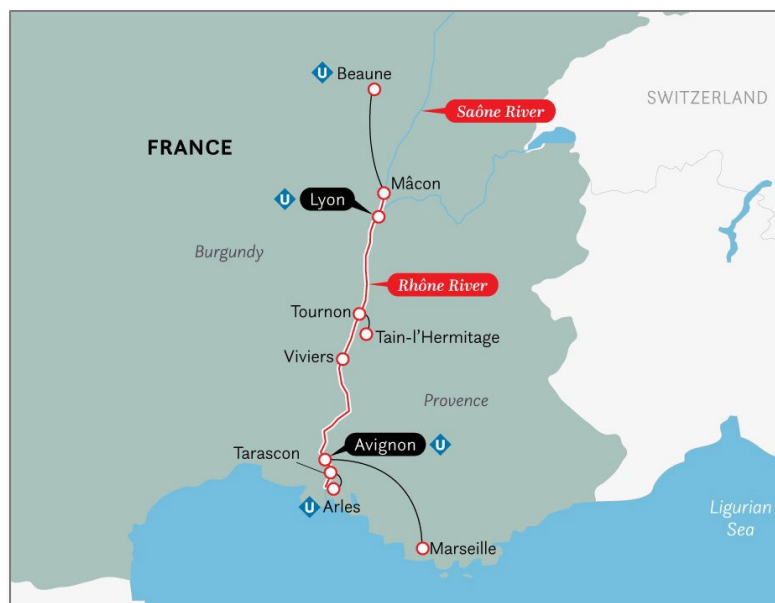 U Beaune
Saône River
SWITZERLAND
FRANCE
Mâcon
U Lyon
Burgundy
Rhône River
Tournon
Tain-l'Hermitage
Viviers
Provence
Avignon U
Tarascon
U Arles
Ligurian
Sea
Marseille